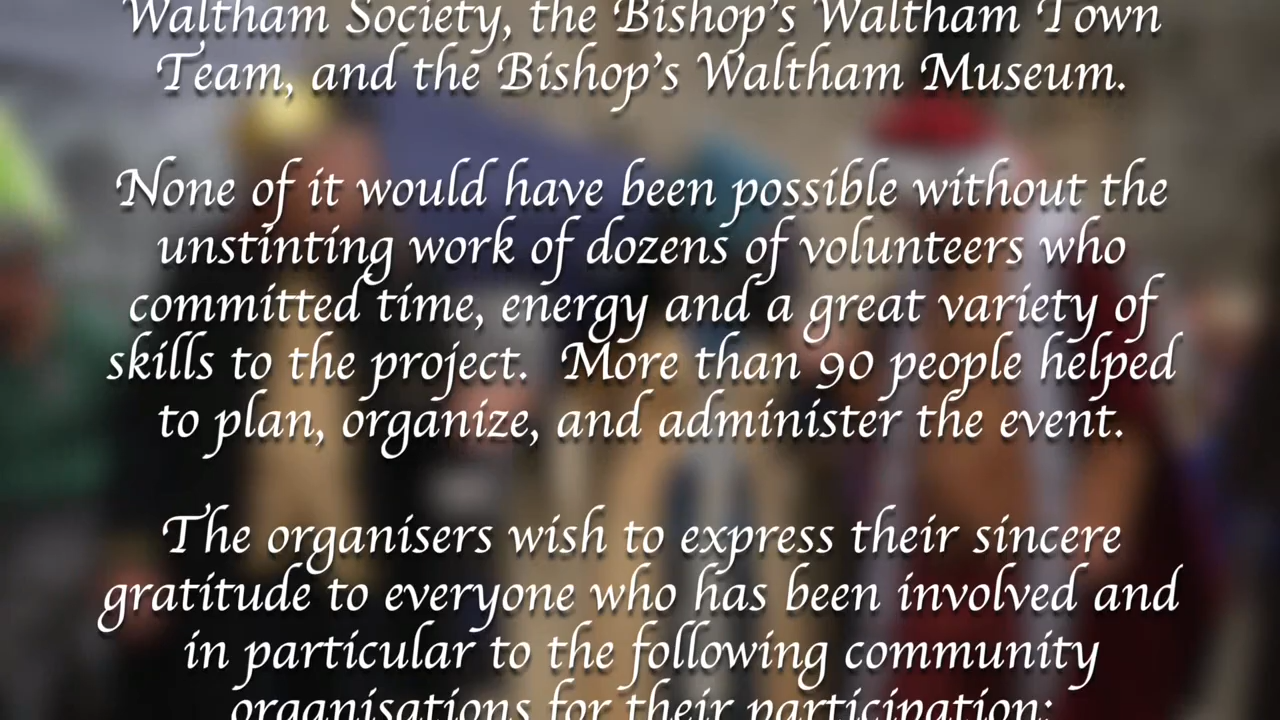 Waltham Society, the Bishop's Waltham Town
Team, and the Bishop's Waltham Museum.
None of it would have been possible without the
unstinting work of dozens of volunteers who
committed time, energy and a great variety of
skills to the project. More than 90 people helped
to plan, organize, and administer the event.
The organisers wish to express their sincere
gratitude to everyone who has been involved and
in particular to the following community
organisations for their participation: